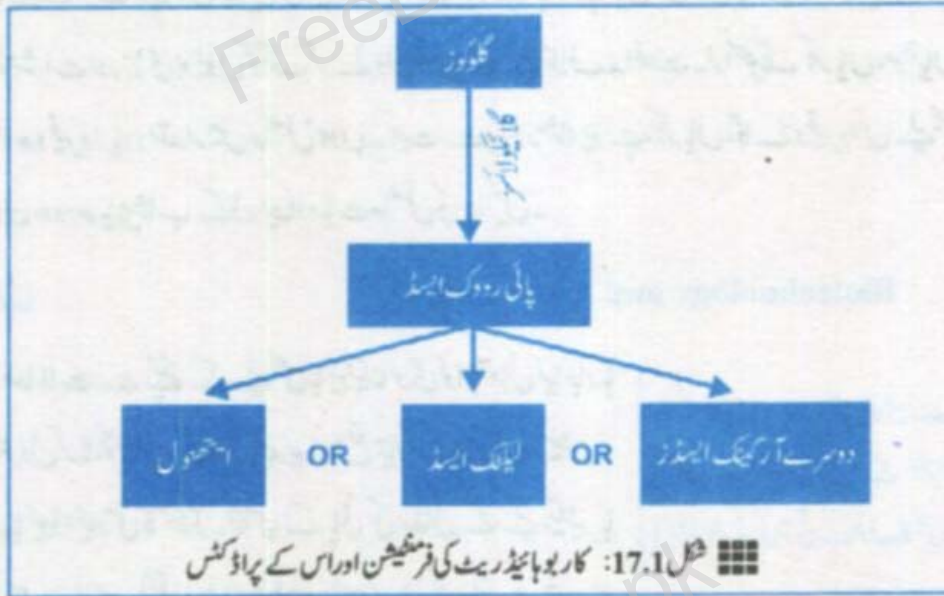 گلوکوز
گلائیکولائسز
پائی رووک ایسڈ
ایتھنول OR لیکٹک ایسڈ OR دوسرے آرگینک ایسڈز
شکل 17.1: کاربوہائیڈریٹ کی فرمنٹیشن اور اس کے پراڈکٹس